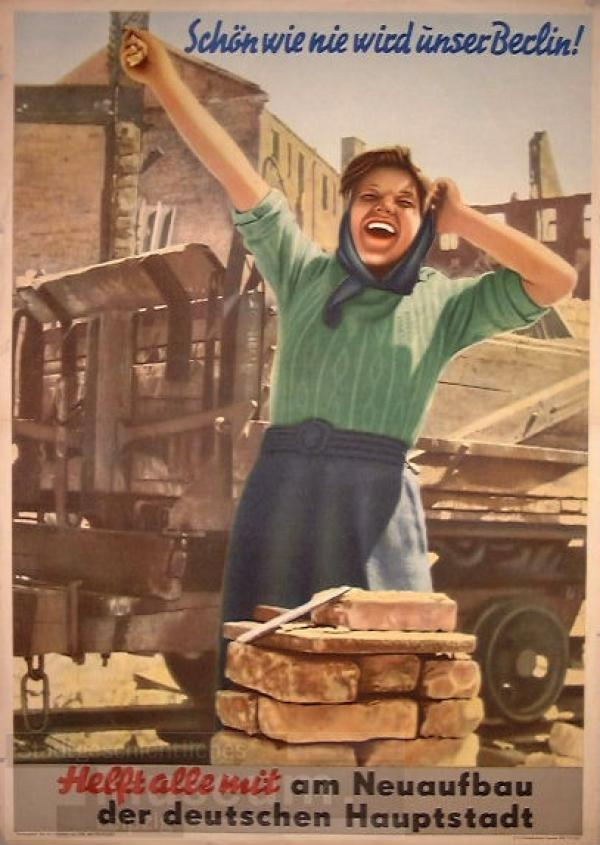 Schön wie nie wird unser Berlin!
Helft alle mit am Neuaufbau
der deutschen Hauptstadt